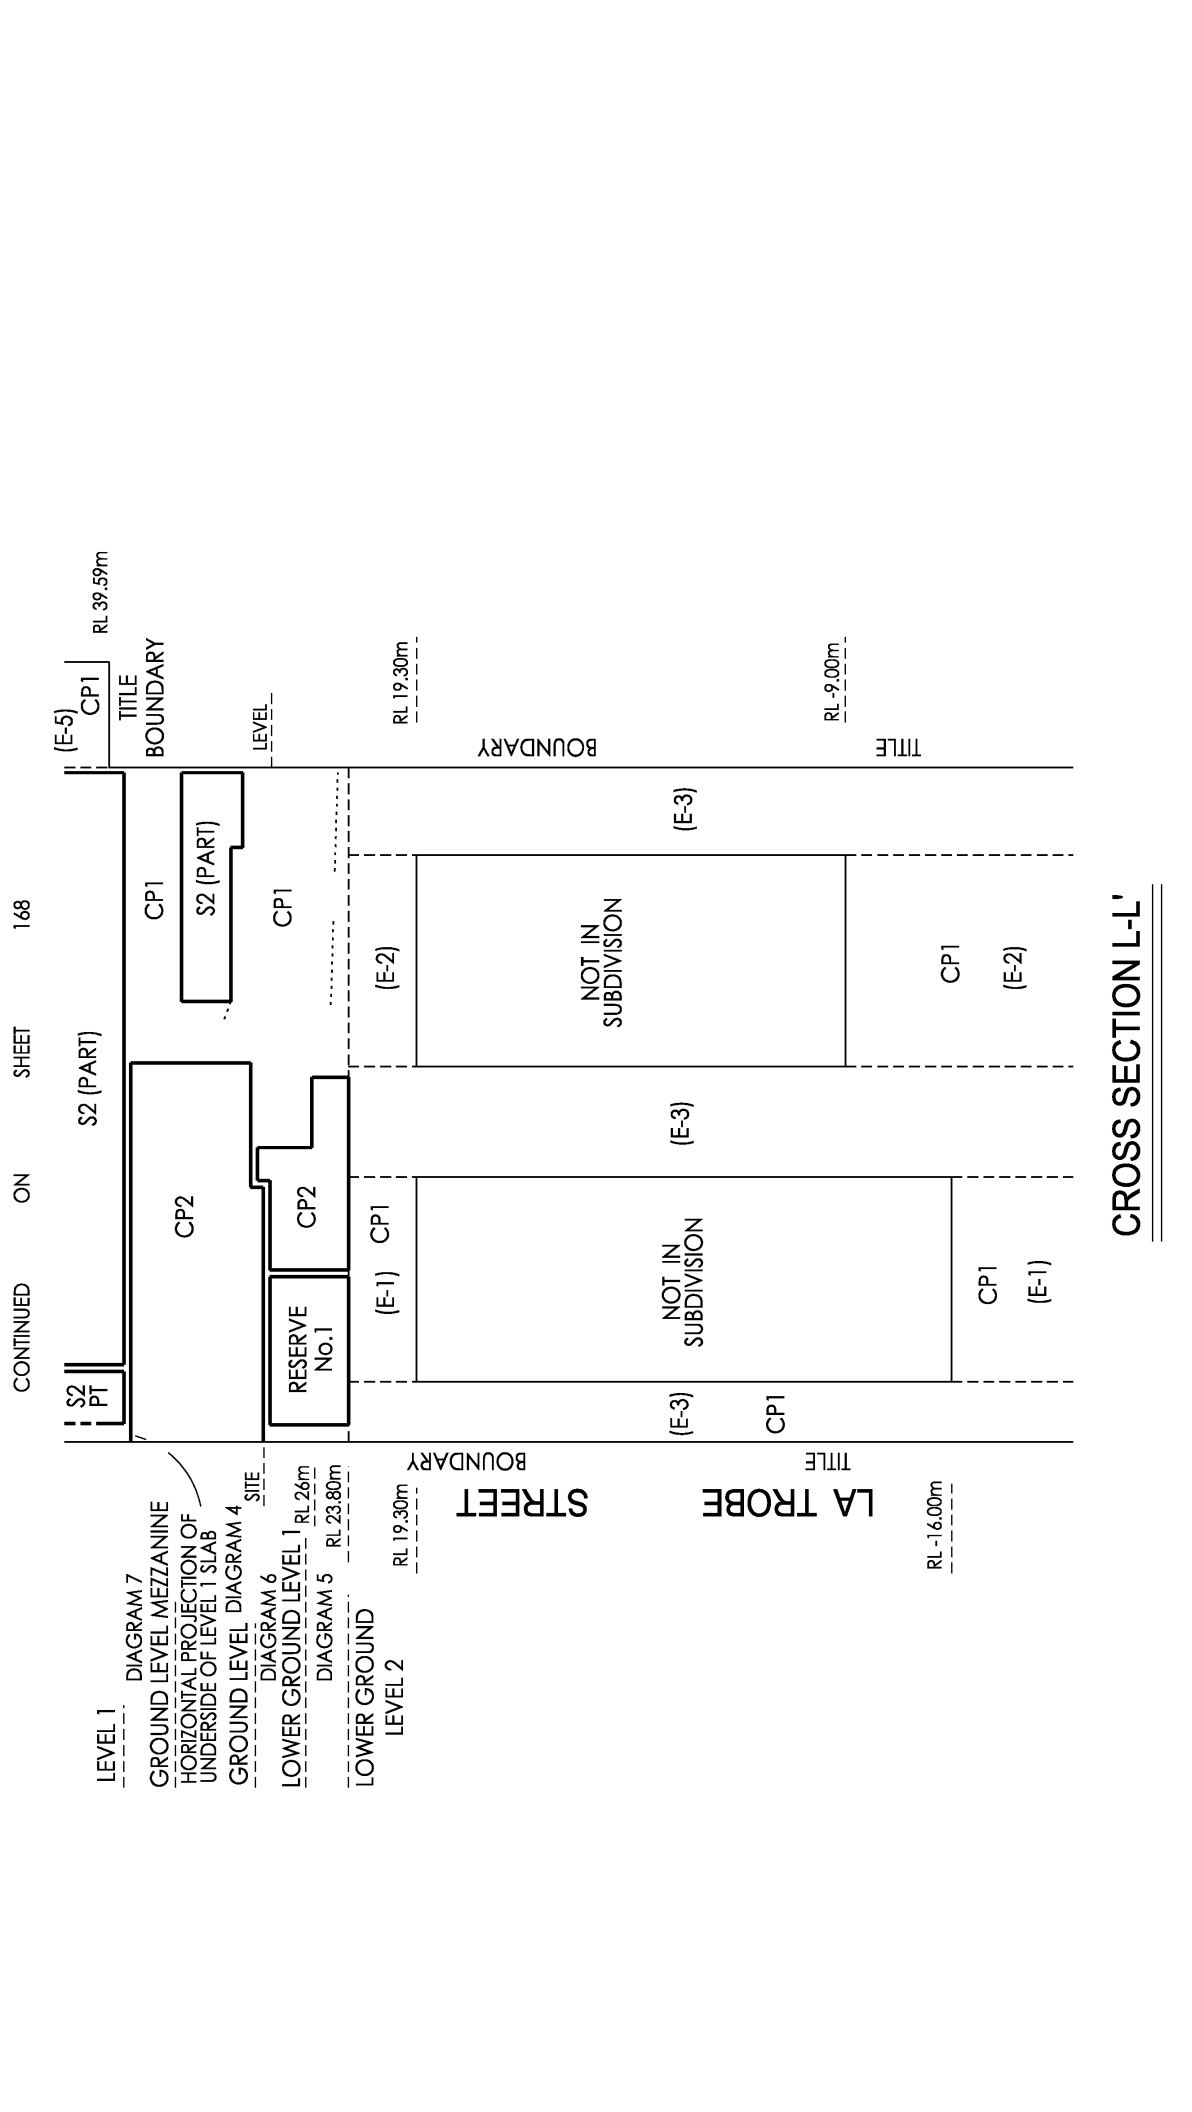 CONTINUED ON SHEET 168
S2
PT
S2 (PART)
(E-5)
CP1
RL 39.59m
TITLE
BOUNDARY
LEVEL 1
DIAGRAM 7
GROUND LEVEL MEZZANINE
HORIZONTAL PROJECTION OF
UNDERSIDE OF LEVEL 1 SLAB
GROUND LEVEL DIAGRAM 4
SITE
DIAGRAM 6
LOWER GROUND LEVEL 1
RL 26m
DIAGRAM 5
RL 23.80m
LOWER GROUND
LEVEL 2
CP2
CP1
S2 (PART)
CP1
LEVEL
RESERVE
No.1
CP2
RL 19.30m
(E-1)
CP1
(E-2)
RL 19.30m
LA TROBE STREET
TITLE BOUNDARY
(E-3)
CP1
NOT IN
SUBDIVISION
(E-3)
NOT IN
SUBDIVISION
(E-3)
TITLE BOUNDARY
RL -9.00m
RL -16.00m
CP1
(E-1)
CP1
(E-2)
CROSS SECTION L-L'